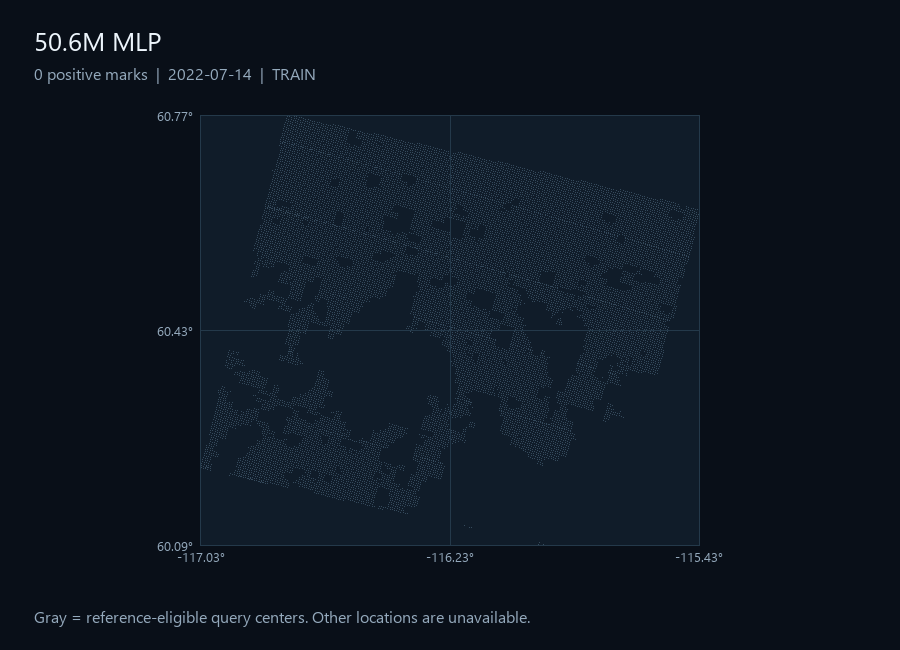 50.6M MLP
0 positive marks | 2022-07-14 | TRAIN
60.77°
60.43°
60.09°
-117.03°
-116.23°
-115.43°
Gray = reference-eligible query centers. Other locations are unavailable.